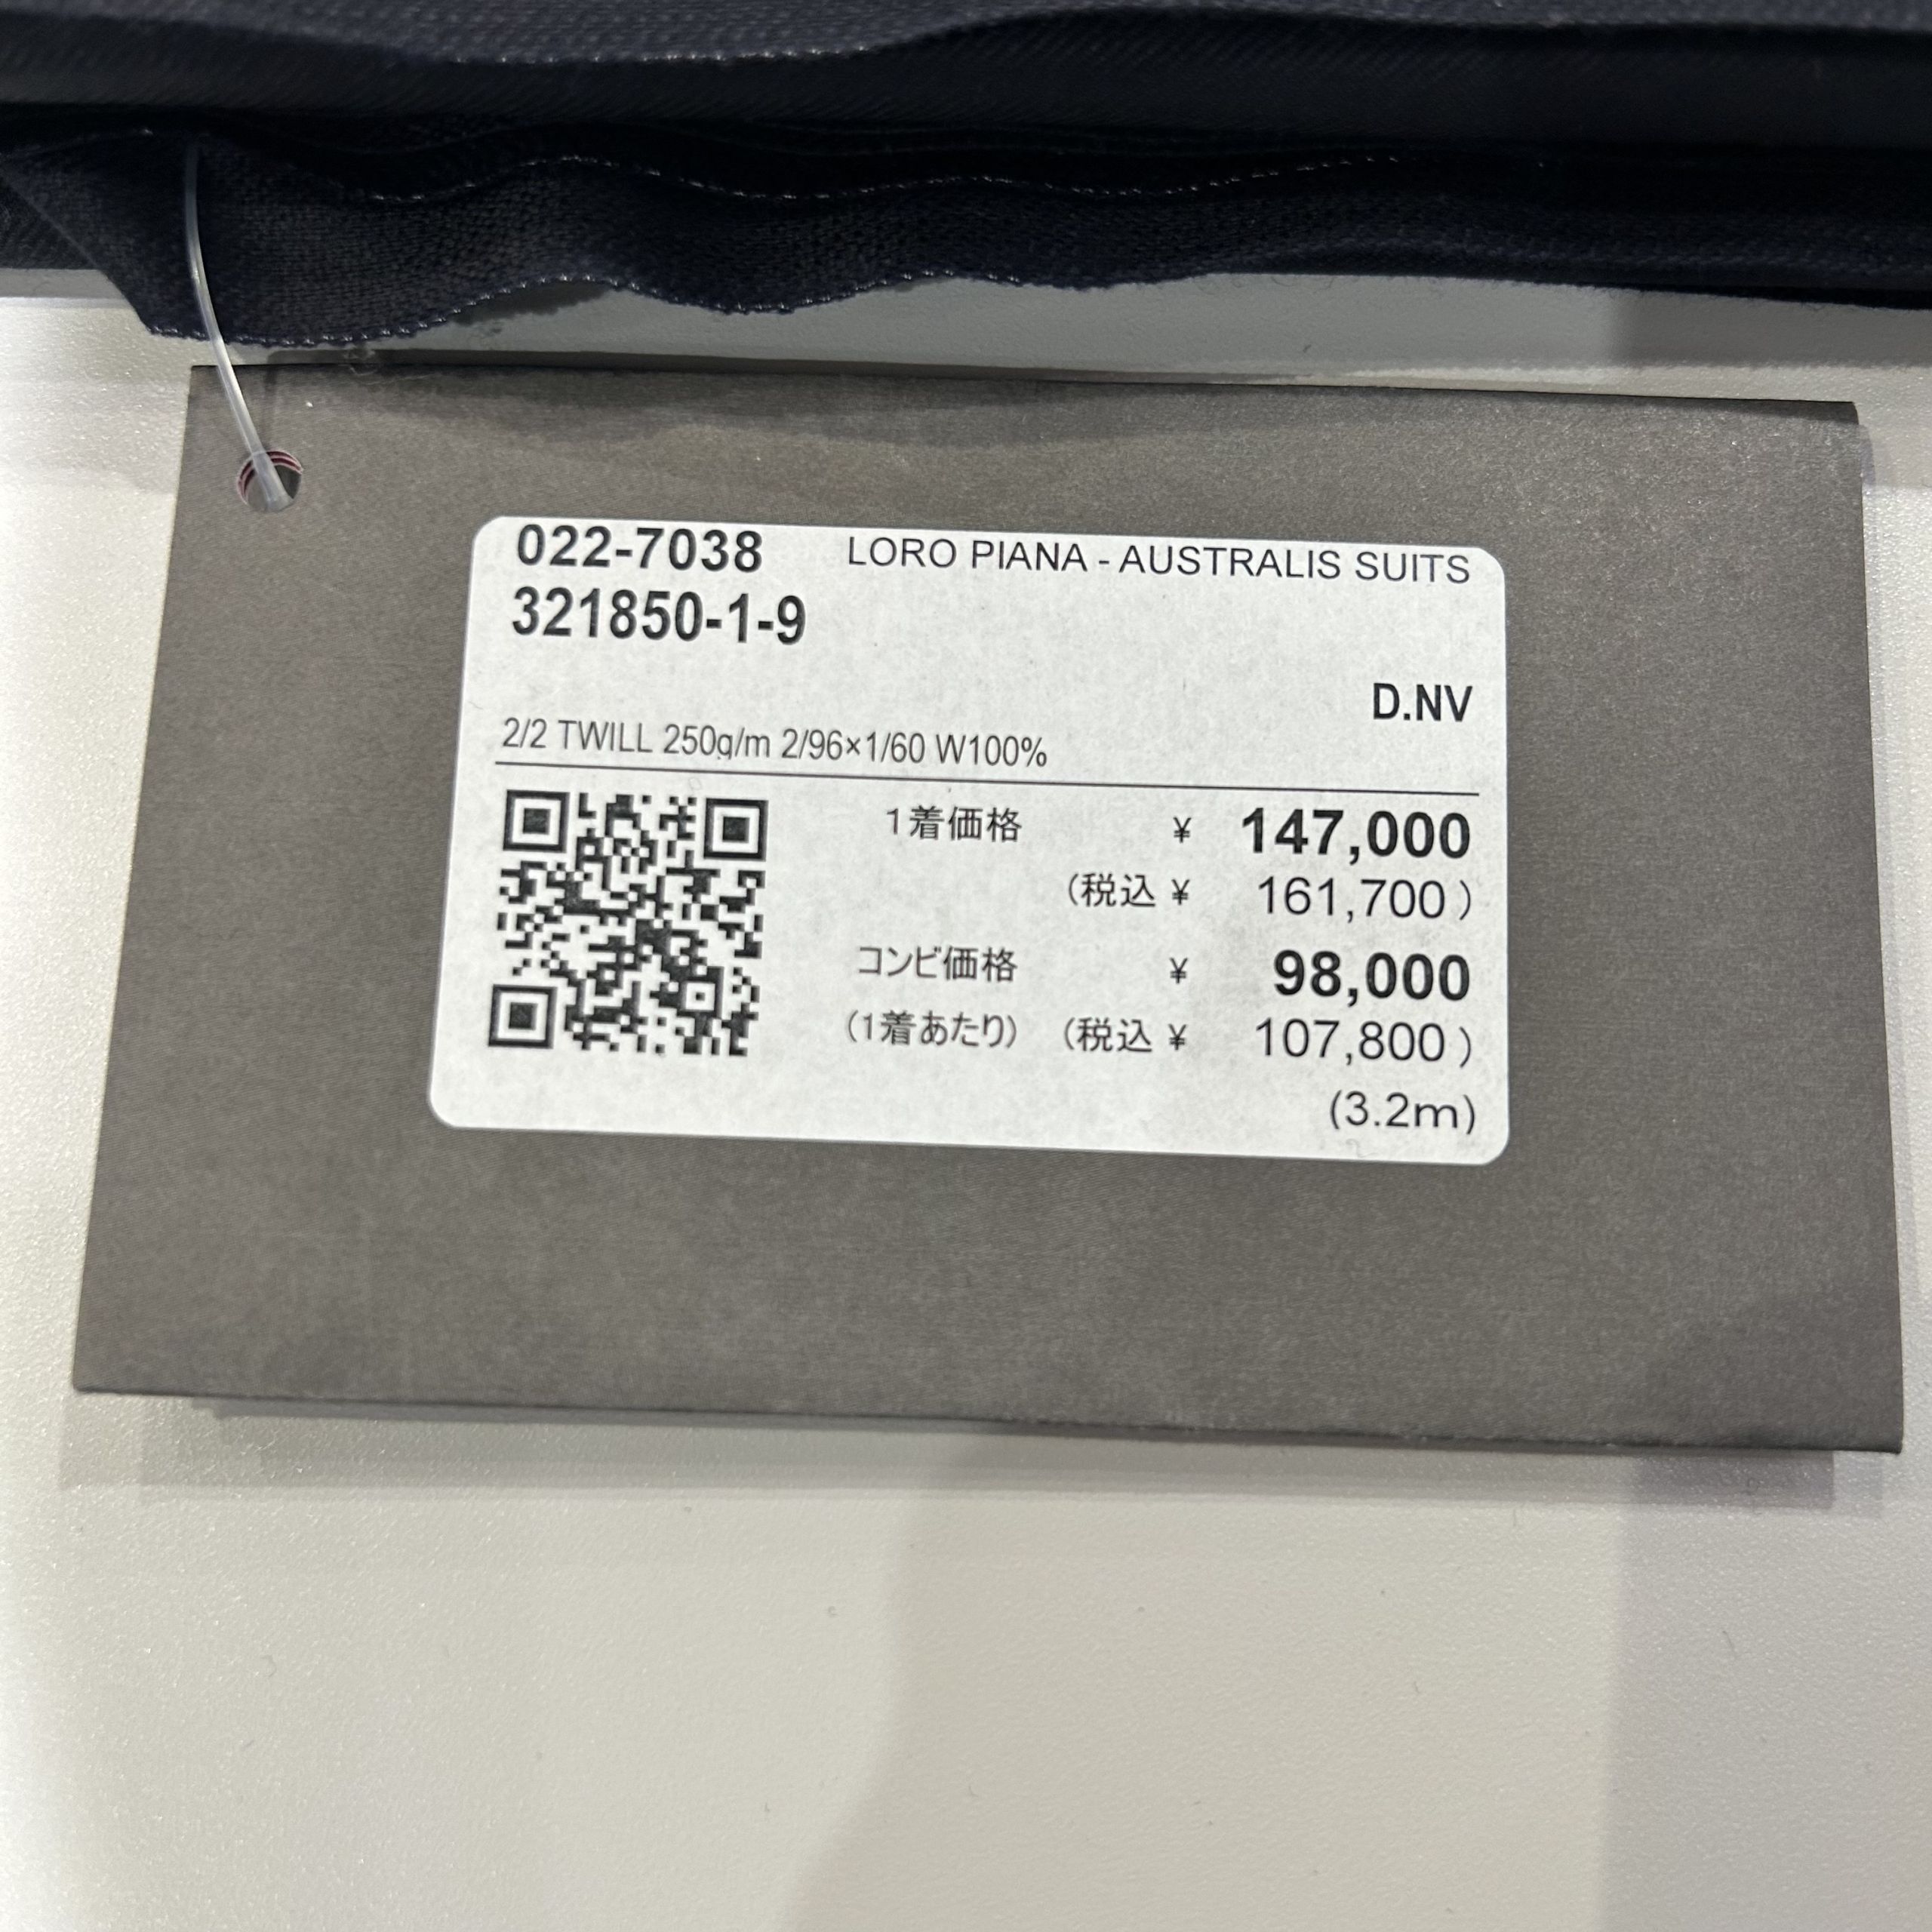 022-7038 LORO PIANA - AUSTRALIS SUITS
321850-1-9
D.NV
2/2 TWILL 250g/m 2/96×1/60 W100%
1着価格 ¥ 147,000
(税込 ¥ 161,700)
コンビ価格 ¥ 98,000
(1着あたり) (税込 ¥ 107,800)
(3.2m)